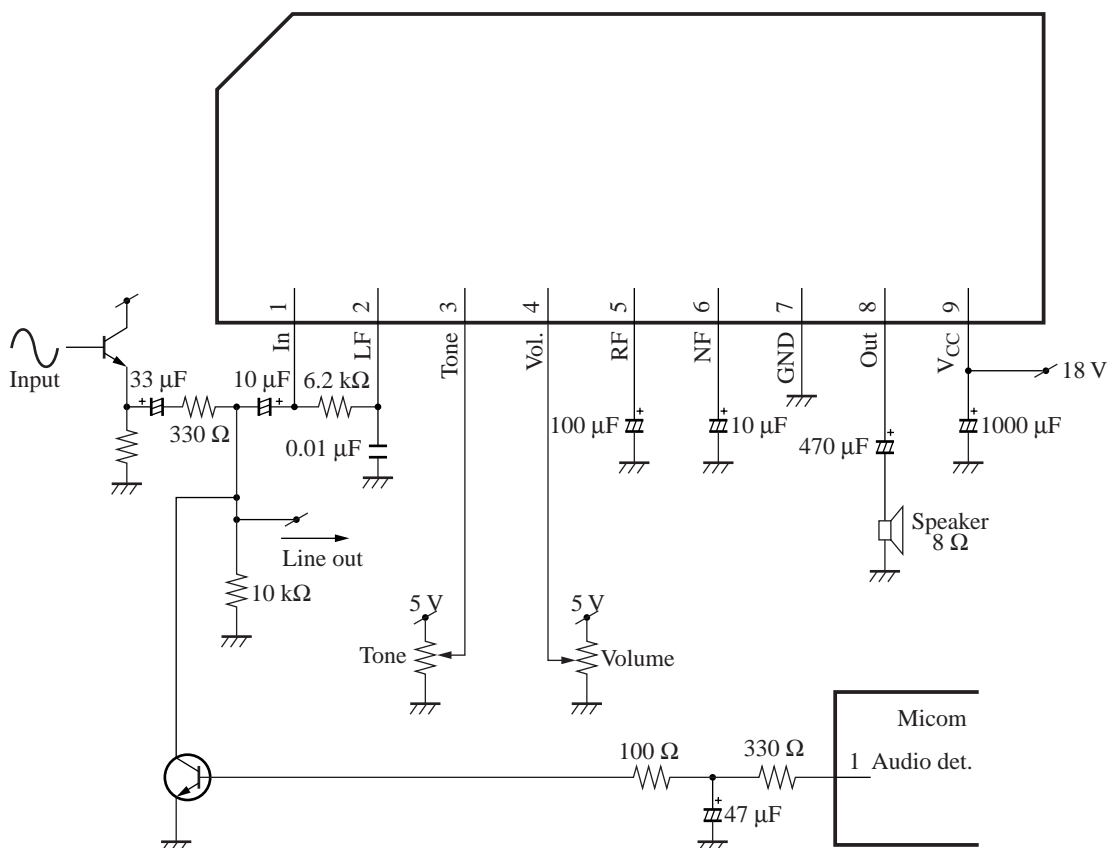 1
2
3
4
5
6
7
8
9
In
LF
Tone
Vol.
RF
NF
GND
Out
VCC
18 V
Input
33 µF
10 µF
6.2 kΩ
330 Ω
0.01 µF
100 µF
10 µF
470 µF
1000 µF
Speaker
8 Ω
Line out
10 kΩ
5 V
5 V
Tone
Volume
Micom
100 Ω
330 Ω
1 Audio det.
47 µF
+
+
+
+
+
+
+